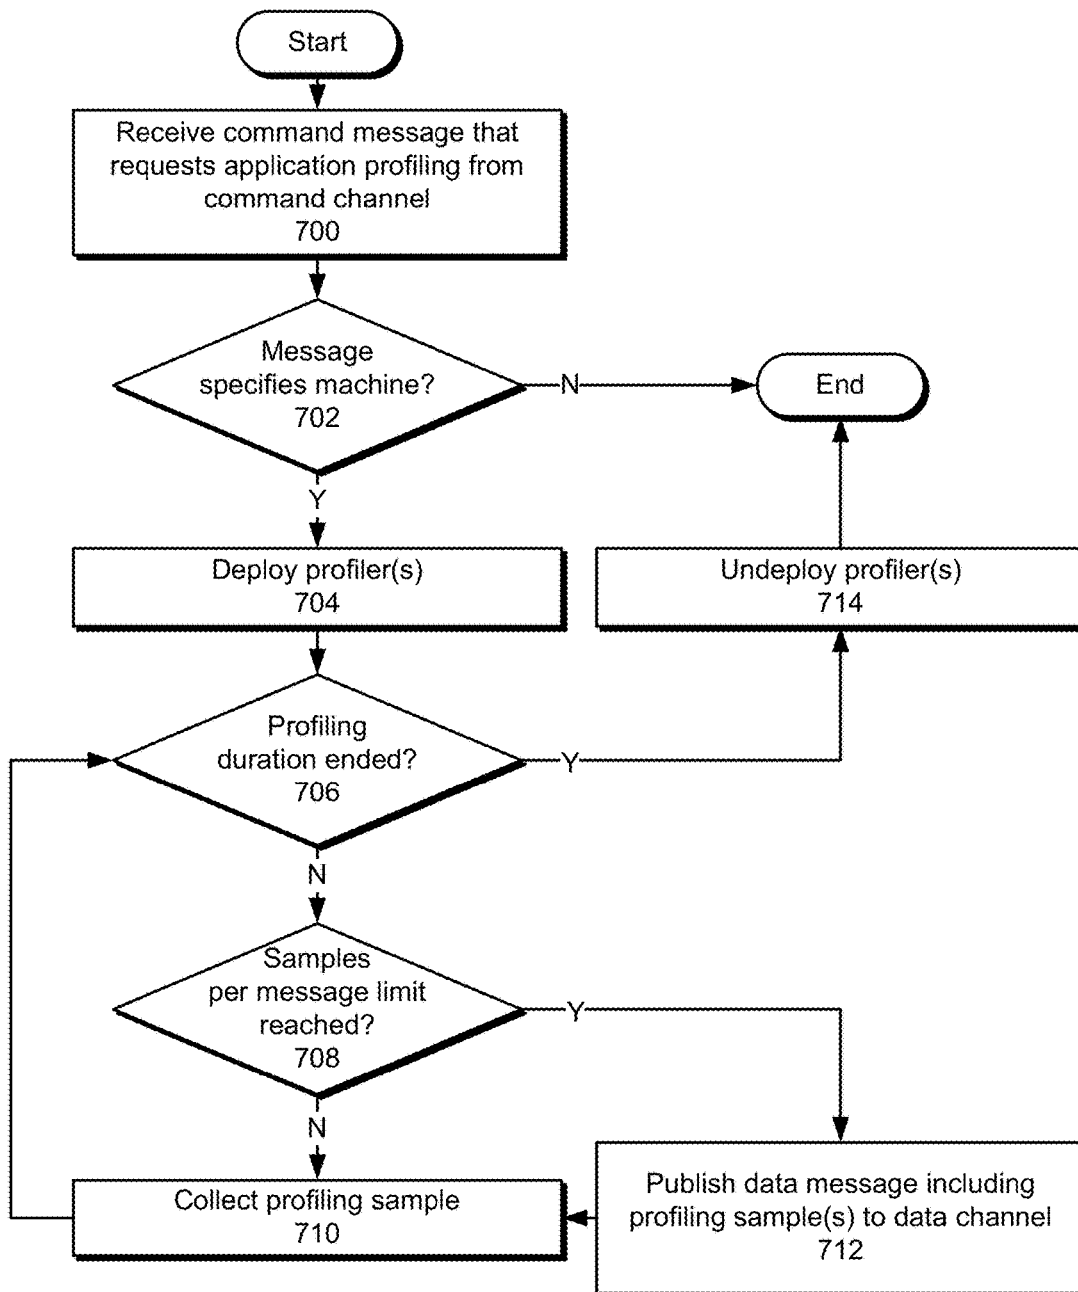 Start
Receive command message that
requests application profiling from
command channel
700
Message
specifies machine?
702
N
End
Y
Deploy profiler(s)
704
Undeploy profiler(s)
714
Profiling
duration ended?
706
Y
N
Samples
per message limit
reached?
708
Y
N
Collect profiling sample
710
Publish data message including
profiling sample(s) to data channel
712